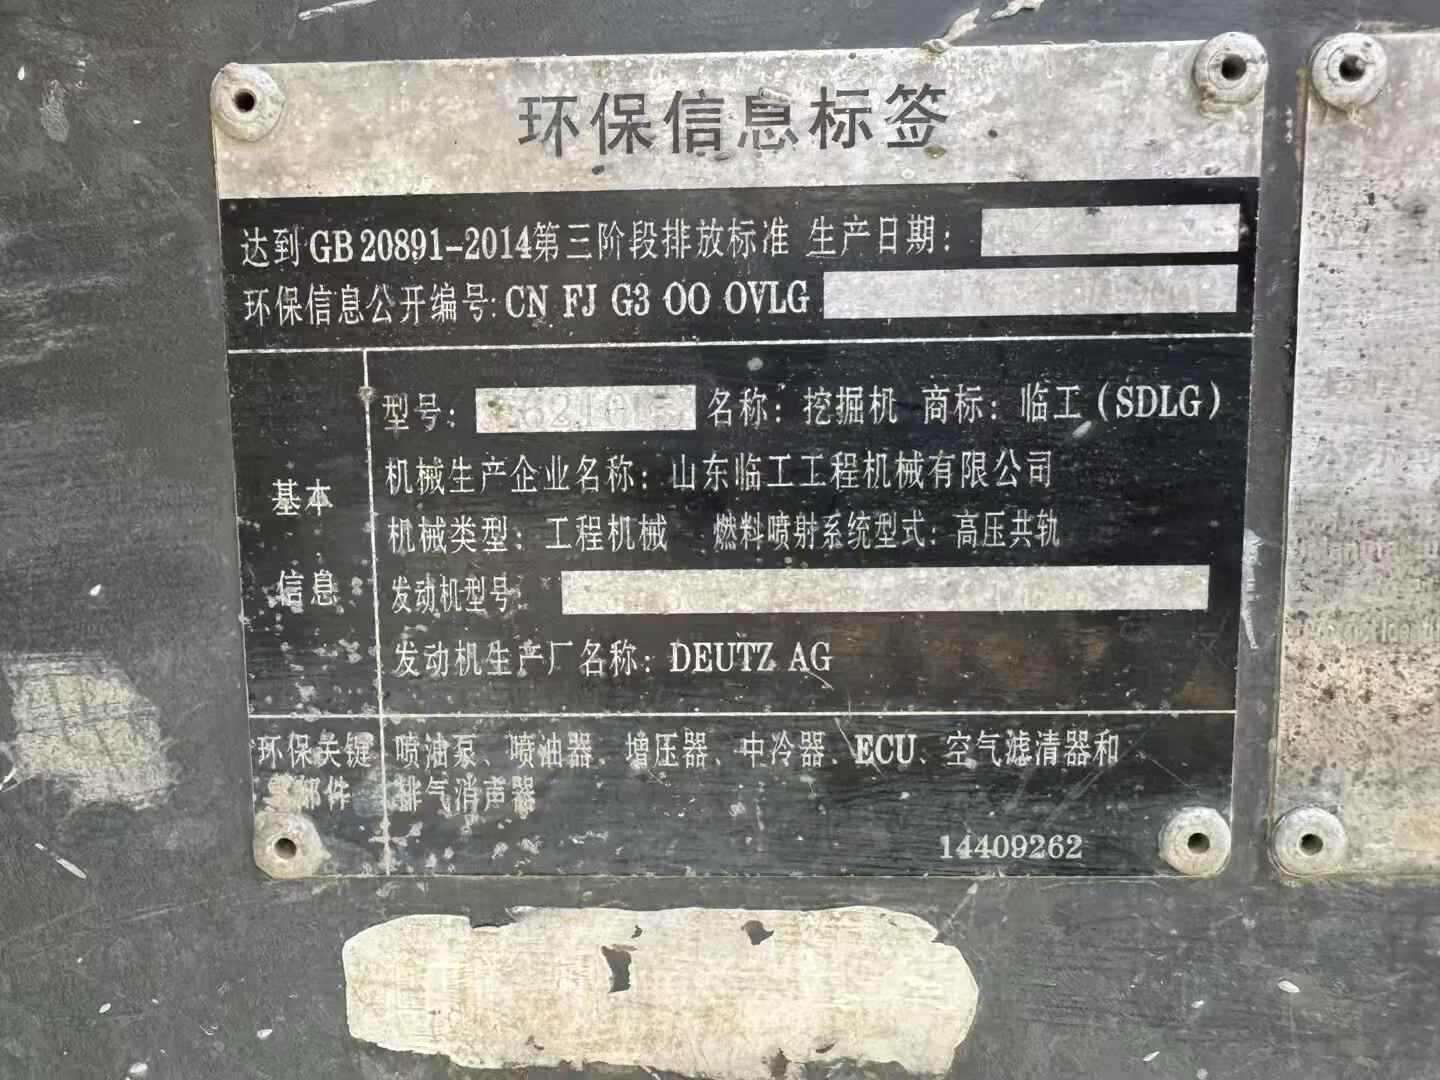 环保信息标签
达到GB 20891-2014第三阶段排放标准 生产日期:
环保信息公开编号: CN FJ G3 00 0VLG
型号: 名称: 挖掘机 商标: 临工(SDLG)
机械生产企业名称: 山东临工工程机械有限公司
基本
机械类型: 工程机械 燃料喷射系统型式: 高压共轨
信息
发动机型号:
发动机生产厂名称: DEUTZ AG
环保关键 喷油泵、喷油器、增压器、中冷器、ECU、空气滤清器和
部件 排气消声器
14409262